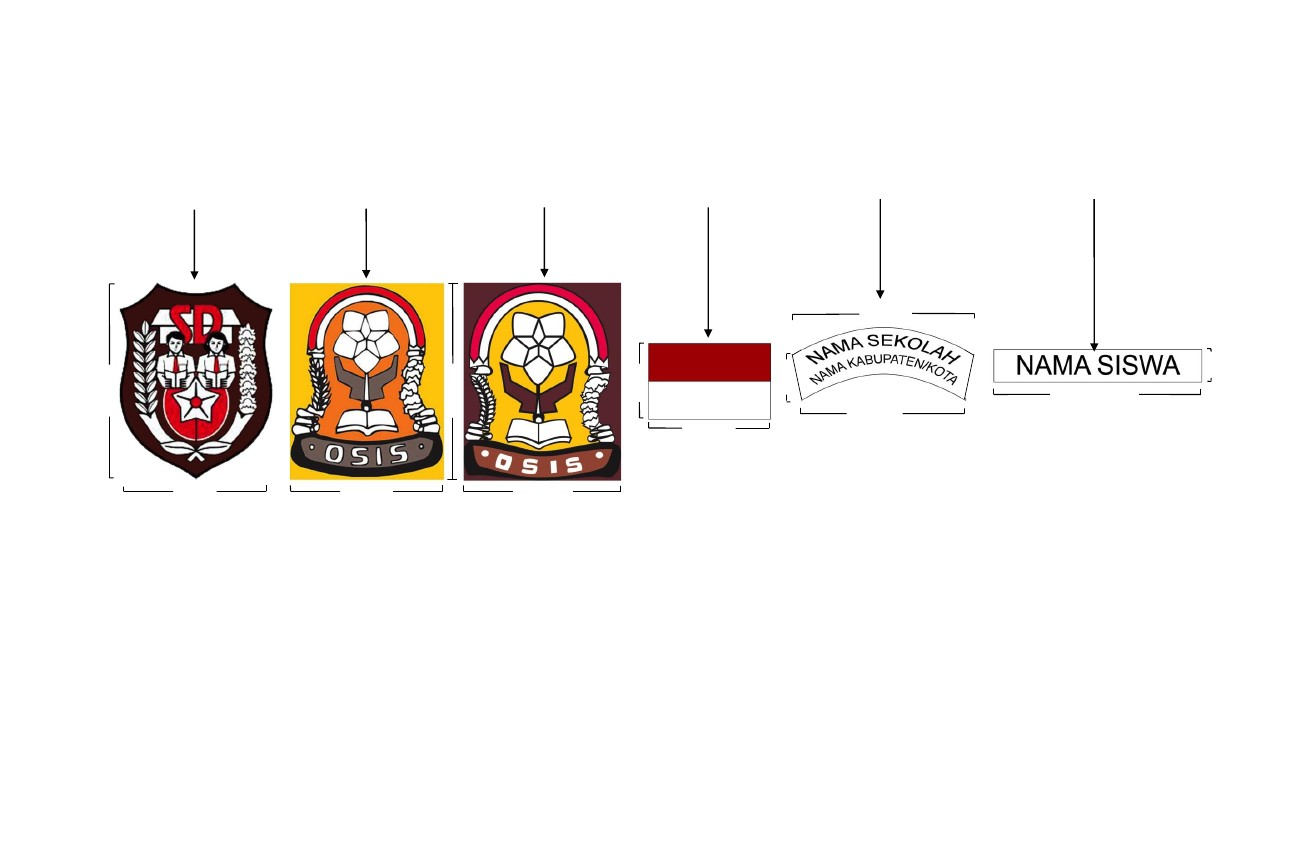 SD
OSIS
OSIS
NAMA SEKOLAH
NAMA KABUPATEN/KOTA
NAMA SISWA